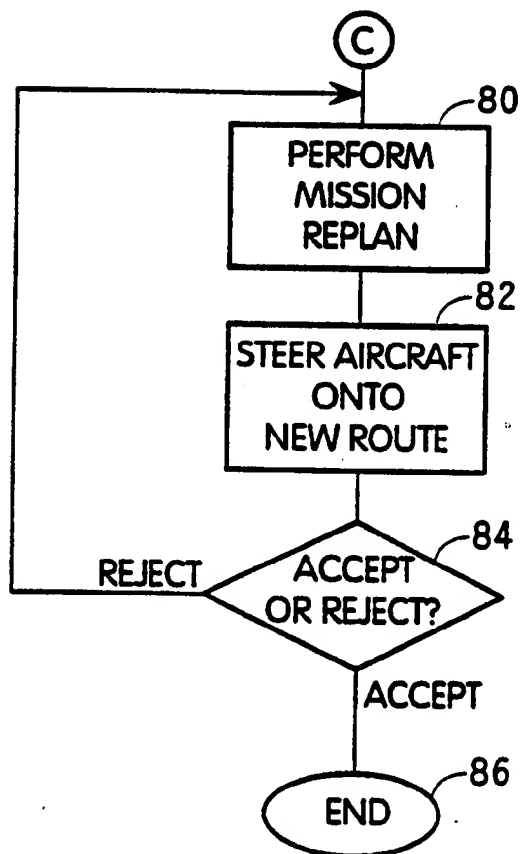 C
80
PERFORM
MISSION
REPLAN
82
STEER AIRCRAFT
ONTO
NEW ROUTE
84
REJECT
ACCEPT
OR REJECT?
ACCEPT
86
END